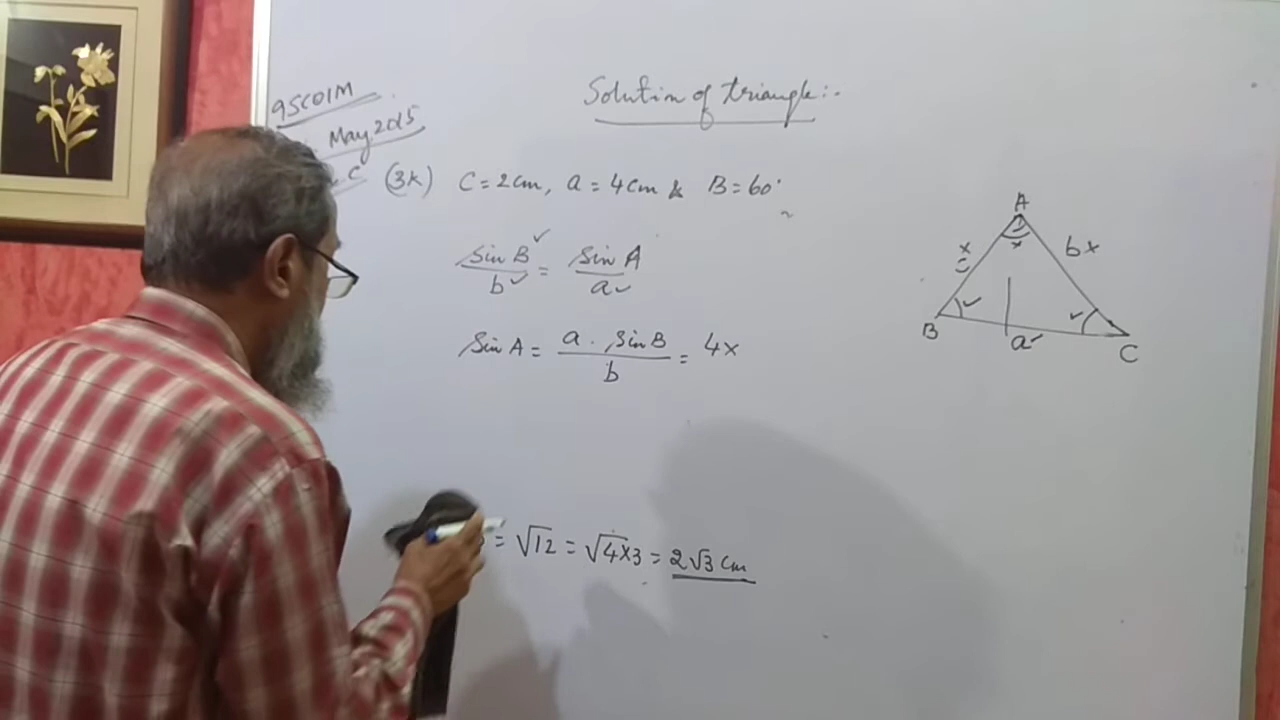 Solution of triangle:-
95C01M
May.2015
C
(3K) C = 2cm, a = 4cm & B = 60°
sin B / b = sin A / a
sin A = a . sin B / b = 4x
= √12 = √4x3 = 2√3 cm
A
x x b x
c
B a C